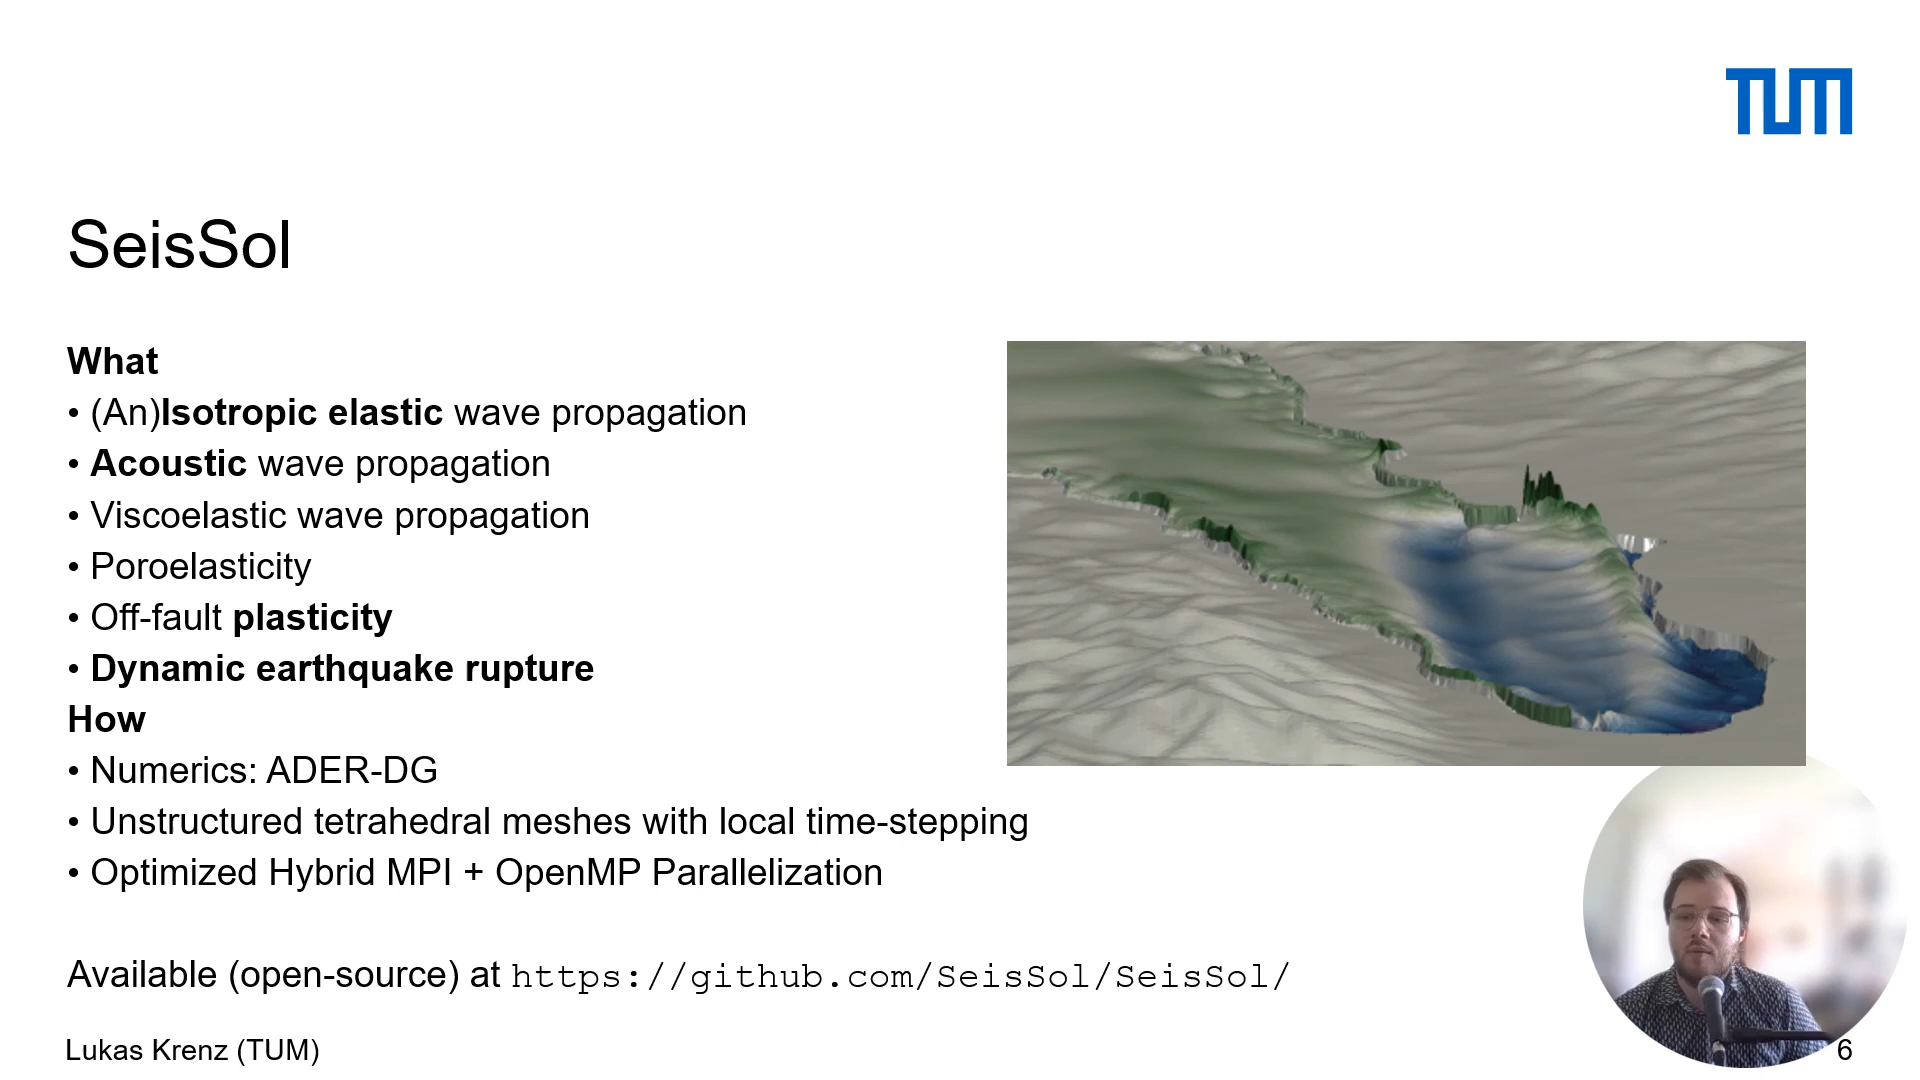 TUM
SeisSol
What
• (An)Isotropic elastic wave propagation
• Acoustic wave propagation
• Viscoelastic wave propagation
• Poroelasticity
• Off-fault plasticity
• Dynamic earthquake rupture
How
• Numerics: ADER-DG
• Unstructured tetrahedral meshes with local time-stepping
• Optimized Hybrid MPI + OpenMP Parallelization
Available (open-source) at https://github.com/SeisSol/SeisSol/
Lukas Krenz (TUM)
6